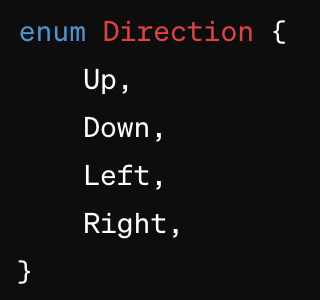 enum Direction {
    Up,
    Down,
    Left,
    Right,
}